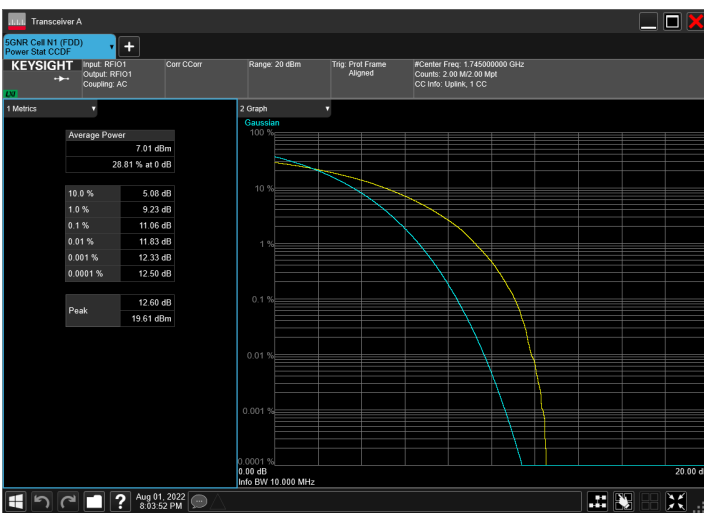 Transceiver A
5GNR Cell N1 (FDD)
Power Stat CCDF
KEYSIGHT
LXI
Input: RFIO1
Output: RFIO1
Coupling: AC
Corr CCorr
Range: 20 dBm
Trig: Prot Frame
Aligned
#Center Freq: 1.745000000 GHz
Counts: 2.00 M/2.00 Mpt
CC Info: Uplink, 1 CC
1 Metrics
Average Power
7.01 dBm
28.81 % at 0 dB
10.0 % 5.08 dB
1.0 % 9.23 dB
0.1 % 11.06 dB
0.01 % 11.83 dB
0.001 % 12.33 dB
0.0001 % 12.50 dB
Peak
12.60 dB
19.61 dBm
2 Graph
Gaussian
100 %
10 %
1 %
0.1 %
0.01 %
0.001 %
0.0001 %
0.00 dB
20.00 d
Info BW 10.000 MHz
Aug 01, 2022
8:03:52 PM